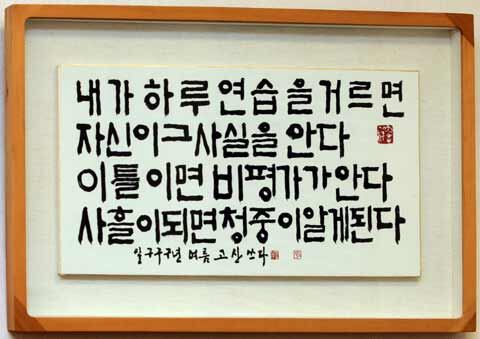 내가 하루 연습을 거르면
자신이 그 사실을 안다
이틀이면 비평가가 안다
사흘이 되면 청중이 알게된다
일구구구년 여름 고산 쓰다